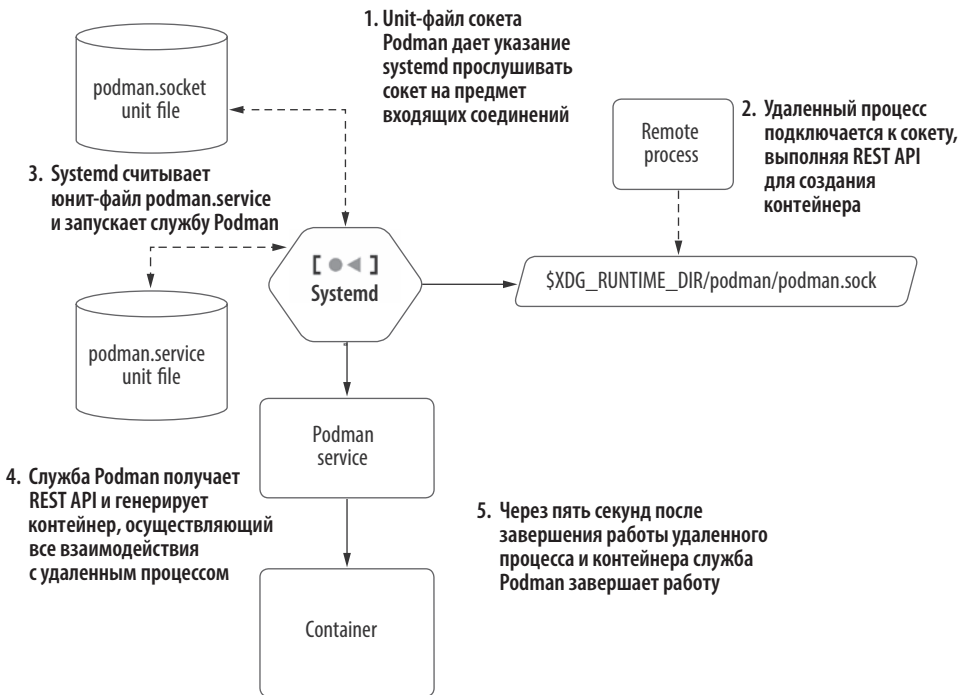 1. Unit-файл сокета
Podman дает указание
systemd прослушивать
сокет на предмет
входящих соединений
podman.socket
unit file
Remote
process
2. Удаленный процесс
подключается к сокету,
выполняя REST API
для создания
контейнера
3. Systemd считывает
юнит-файл podman.service
и запускает службу Podman
Systemd
$XDG_RUNTIME_DIR/podman/podman.sock
podman.service
unit file
Podman
service
4. Служба Podman получает
REST API и генерирует
контейнер, осуществляющий
все взаимодействия
с удаленным процессом
5. Через пять секунд после
завершения работы удаленного
процесса и контейнера служба
Podman завершает работу
Container